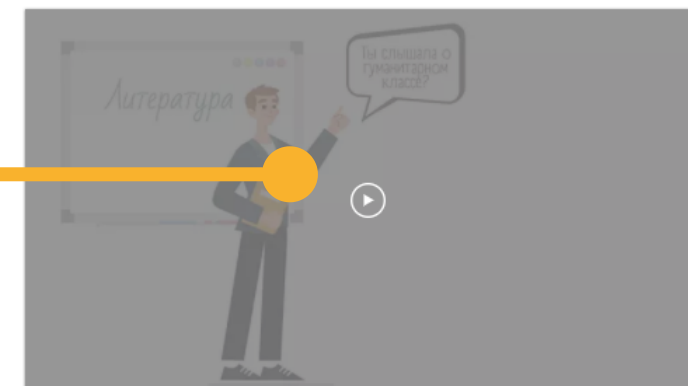 Литература
Ты слышала о
гуманитарном
классе?